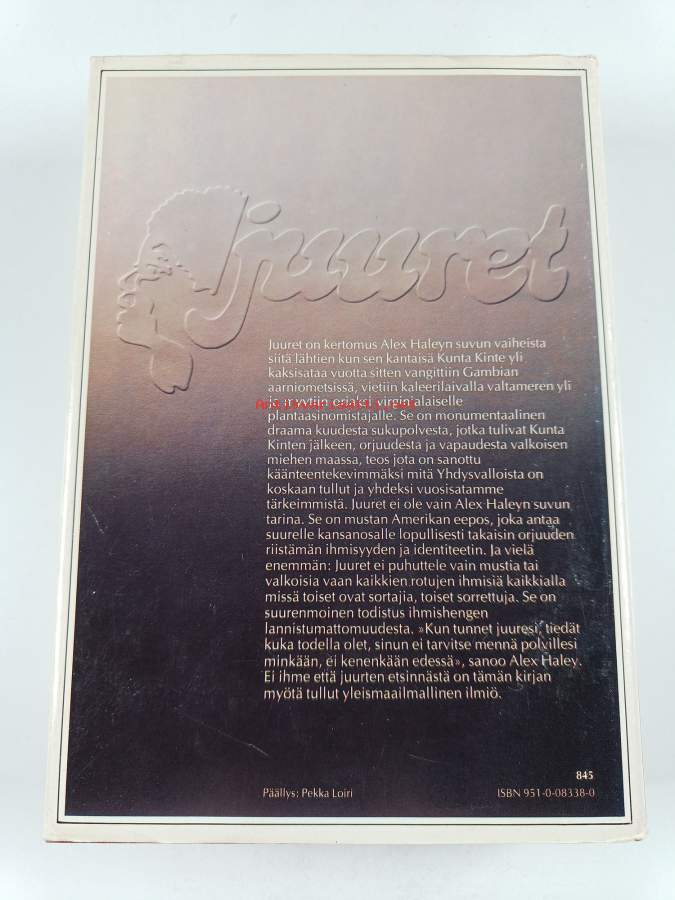 juuret
Juuret on kertomus Alex Haleyn suvun vaiheista
siitä lähtien kun sen kantaisä Kunta Kinte yli
kaksisataa vuotta sitten vangittiin Gambian
aarniometsissä, vietiin kaleerilaivalla valtameren yli
ja myytiin orjaksi virginialaiselle
Antikvariaatti.net
plantaasinomistajalle. Se on monumentaalinen
draama kuudesta sukupolvesta, jotka tulivat Kunta
Kinten jälkeen, orjuudesta ja vapaudesta valkoisen
miehen maassa, teos jota on sanottu
käänteentekevimmäksi mitä Yhdysvalloista on
koskaan tullut ja yhdeksi vuosisatamme
tärkeimmistä. Juuret ei ole vain Alex Haleyn suvun
tarina. Se on mustan Amerikan eepos, joka antaa
suurelle kansanosalle lopullisesti takaisin orjuuden
riistämän ihmisyyden ja identiteetin. Ja vielä
enemmän: Juuret ei puhuttele vain mustia tai
valkoisia vaan kaikkien rotujen ihmisiä kaikkialla
missä toiset ovat sortajia, toiset sorrettuja. Se on
suurenmoinen todistus ihmishengen
lannistumattomuudesta. »Kun tunnet juuresi, tiedät
kuka todella olet, sinun ei tarvitse mennä polvillesi
minkään, ei kenenkään edessä», sanoo Alex Haley.
Ei ihme että juurten etsinnästä on tämän kirjan
myötä tullut yleismaailmallinen ilmiö.
845
Päällys: Pekka Loiri
ISBN 951-0-08338-0